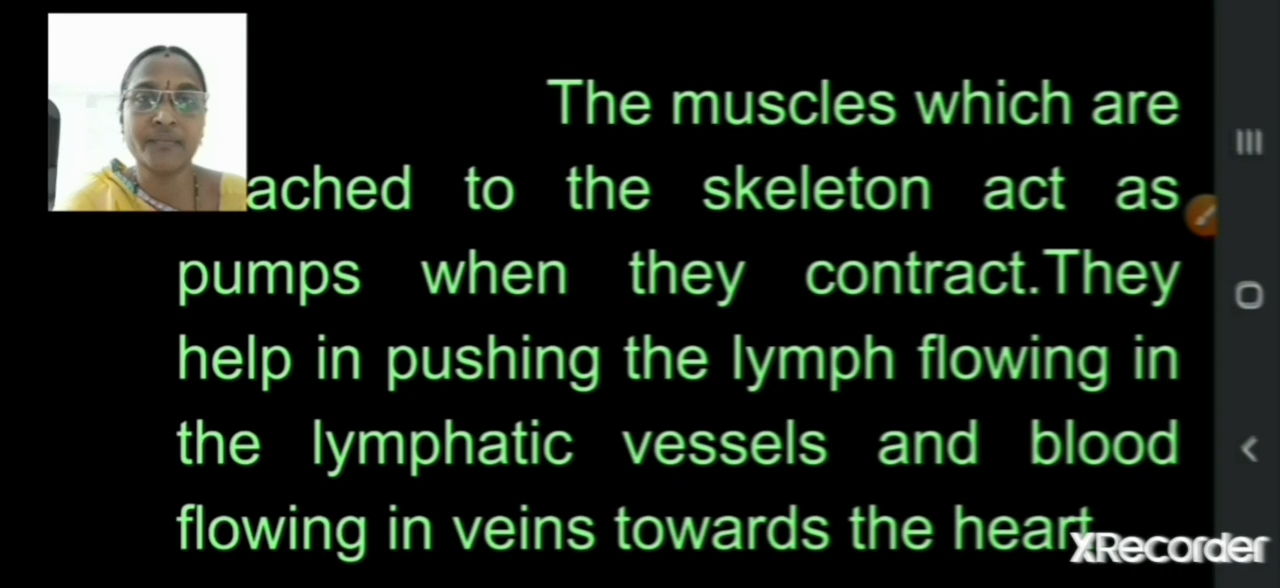 The muscles which are
ached to the skeleton act as
pumps when they contract.They
help in pushing the lymph flowing in
the lymphatic vessels and blood
flowing in veins towards the heart
XRecorder